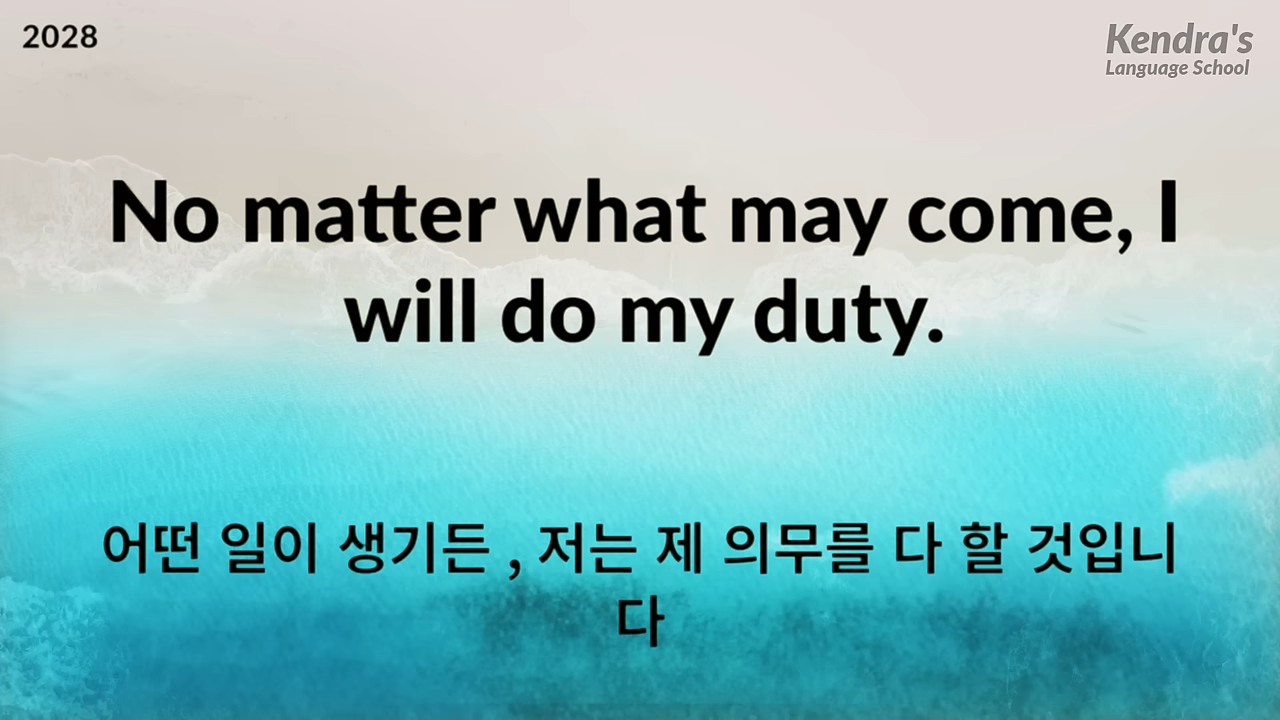 2028
Kendra's
Language School
No matter what may come, I
will do my duty.
어떤 일이 생기든 , 저는 제 의무를 다 할 것입니
다